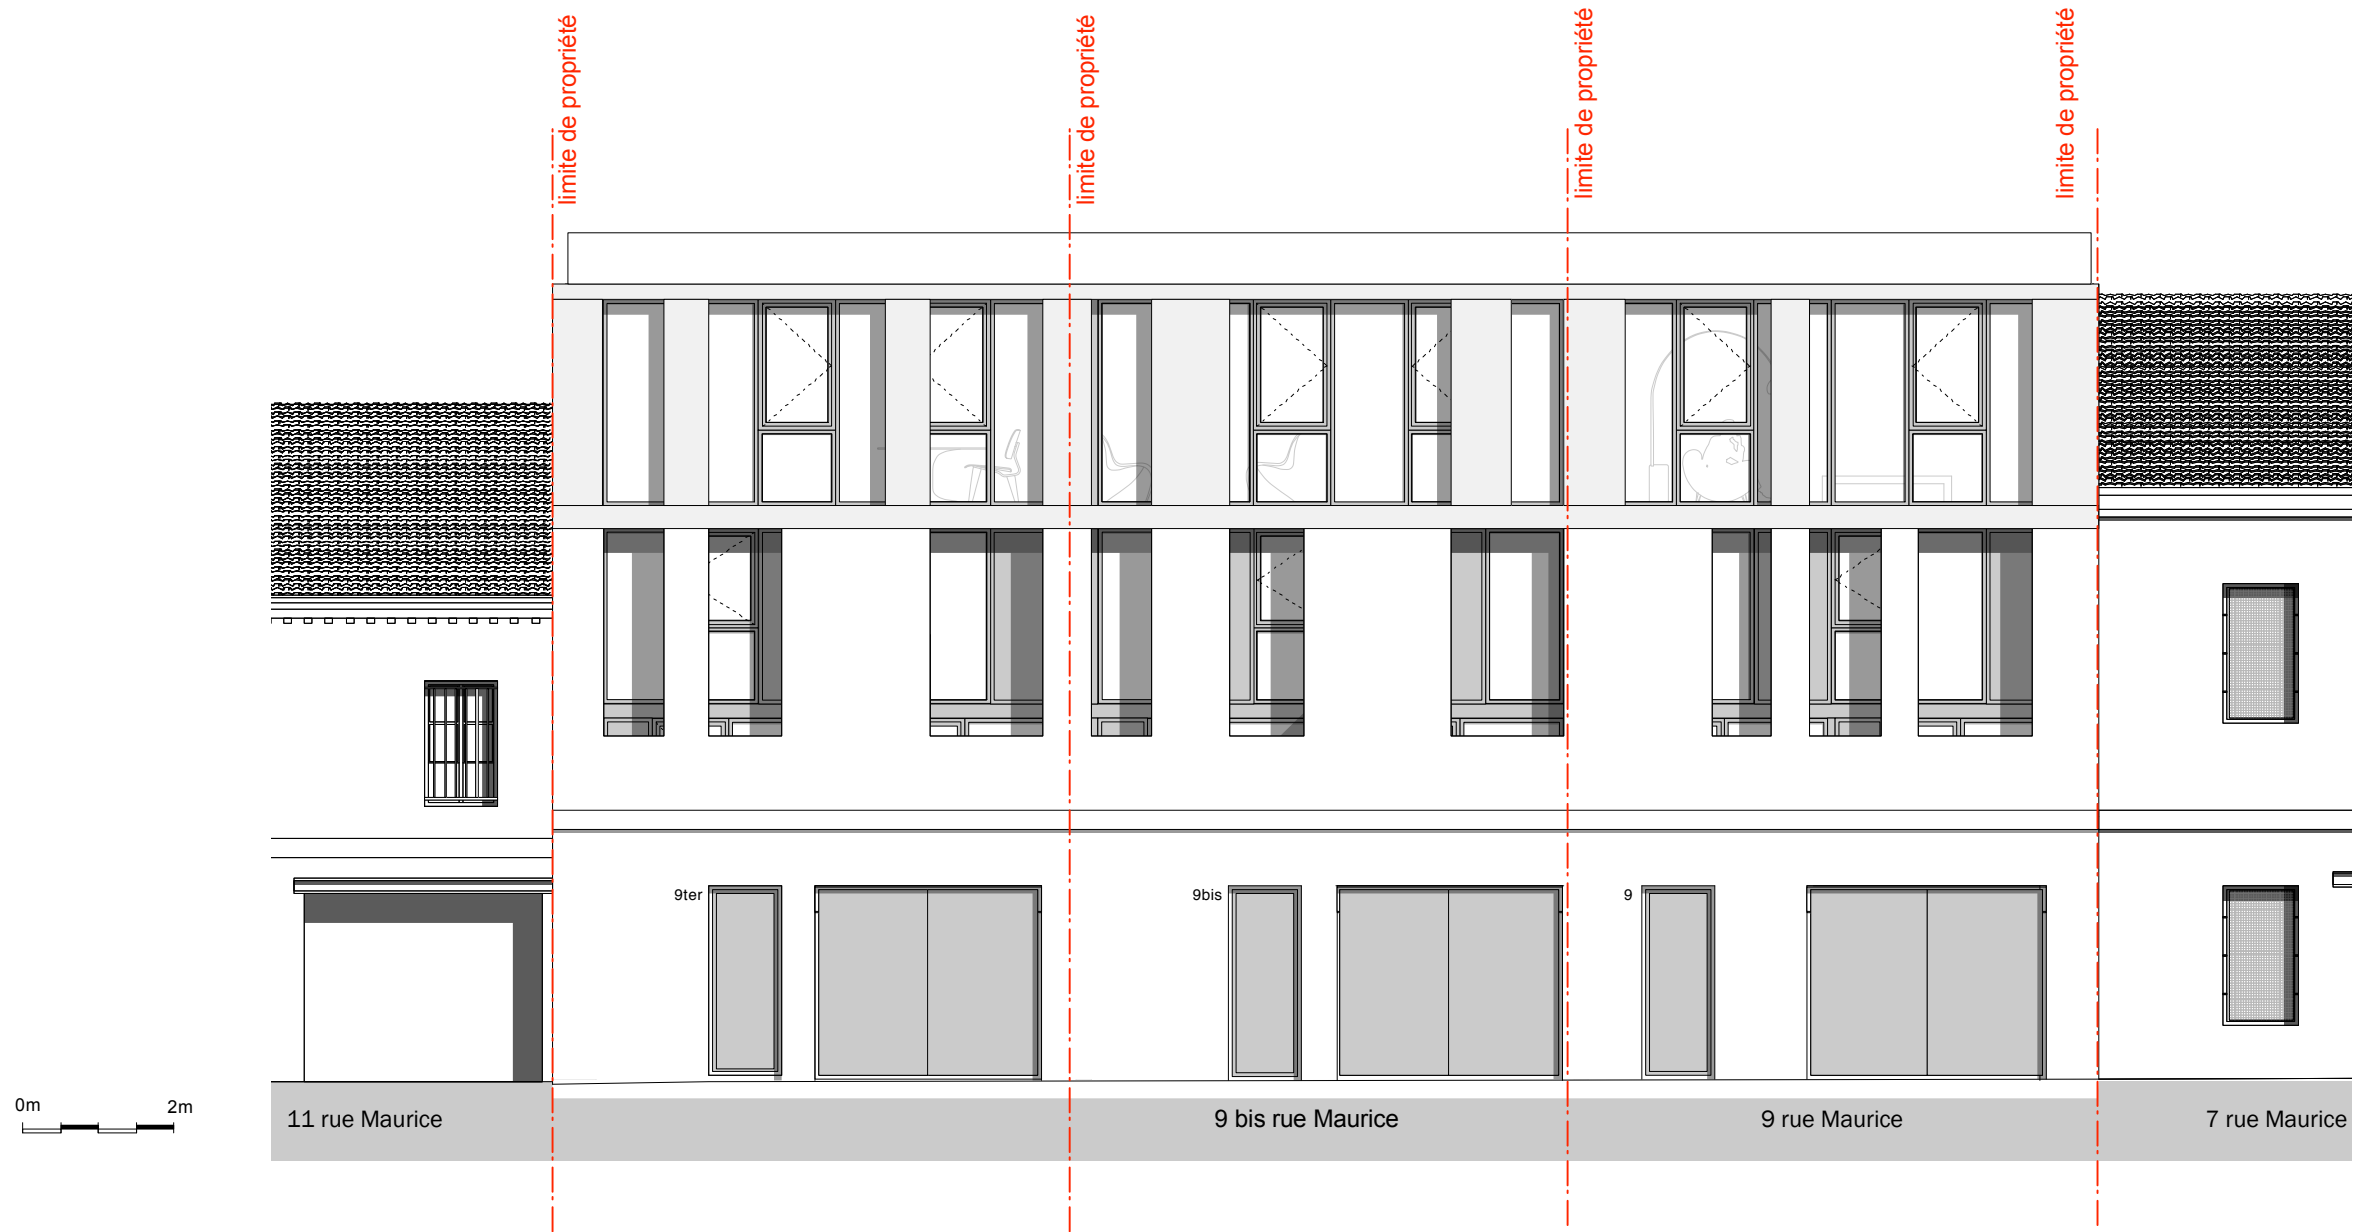 limite de propriété
limite de propriété
limite de propriété
limite de propriété
9ter
9bis
9
0m
2m
11 rue Maurice
9 bis rue Maurice
9 rue Maurice
7 rue Maurice